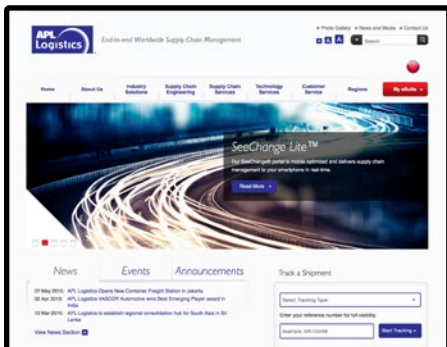 Photo Gallery News and Media Contact Us
APL
Logistics
End-to-end Worldwide Supply Chain Management
A A A
Search
Home
About Us
Industry
Solutions
Supply Chain
Engineering
Supply Chain
Services
Technology
Services
Customer
Service
Regions
My eSuite
SeeChange Lite™
Our SeeChange® portal is mobile optimized and delivers supply chain
management to your smartphone in real time.
Read More
News
Events
Announcements
07 May 2015: APL Logistics Opens New Container Freight Station in Jakarta
02 Apr 2015: APL Logistics VASCOR Automotive wins Best Emerging Player award in
India
13 Mar 2015: APL Logistics to establish regional consolidation hub for South Asia in Sri
Lanka
View News Section
Track a Shipment
Select Tracking Type:
Enter your reference number for full visibility
Example: SIN123/08
Start Tracking